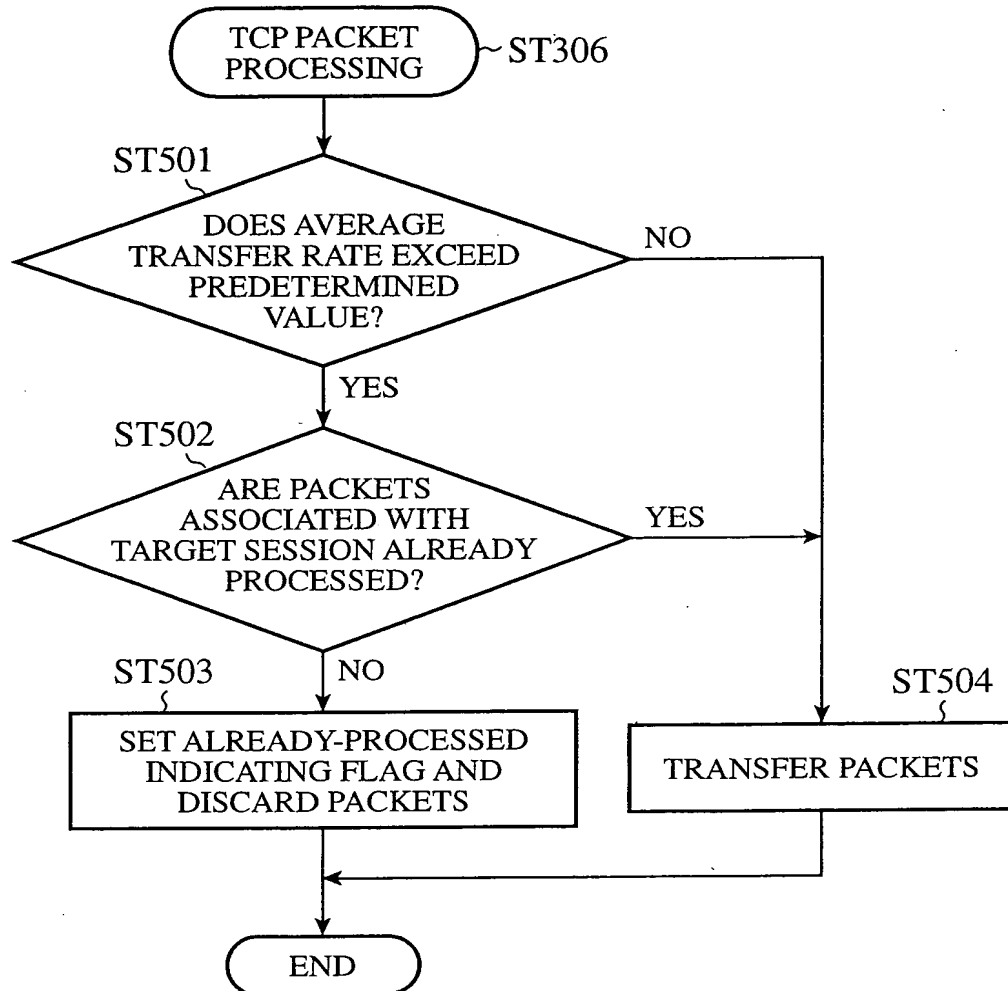 TCP PACKET
PROCESSING
ST306
ST501
DOES AVERAGE
TRANSFER RATE EXCEED
PREDETERMINED
VALUE?
NO
YES
ST502
ARE PACKETS
ASSOCIATED WITH
TARGET SESSION ALREADY
PROCESSED?
YES
NO
ST503
SET ALREADY-PROCESSED
INDICATING FLAG AND
DISCARD PACKETS
ST504
TRANSFER PACKETS
END